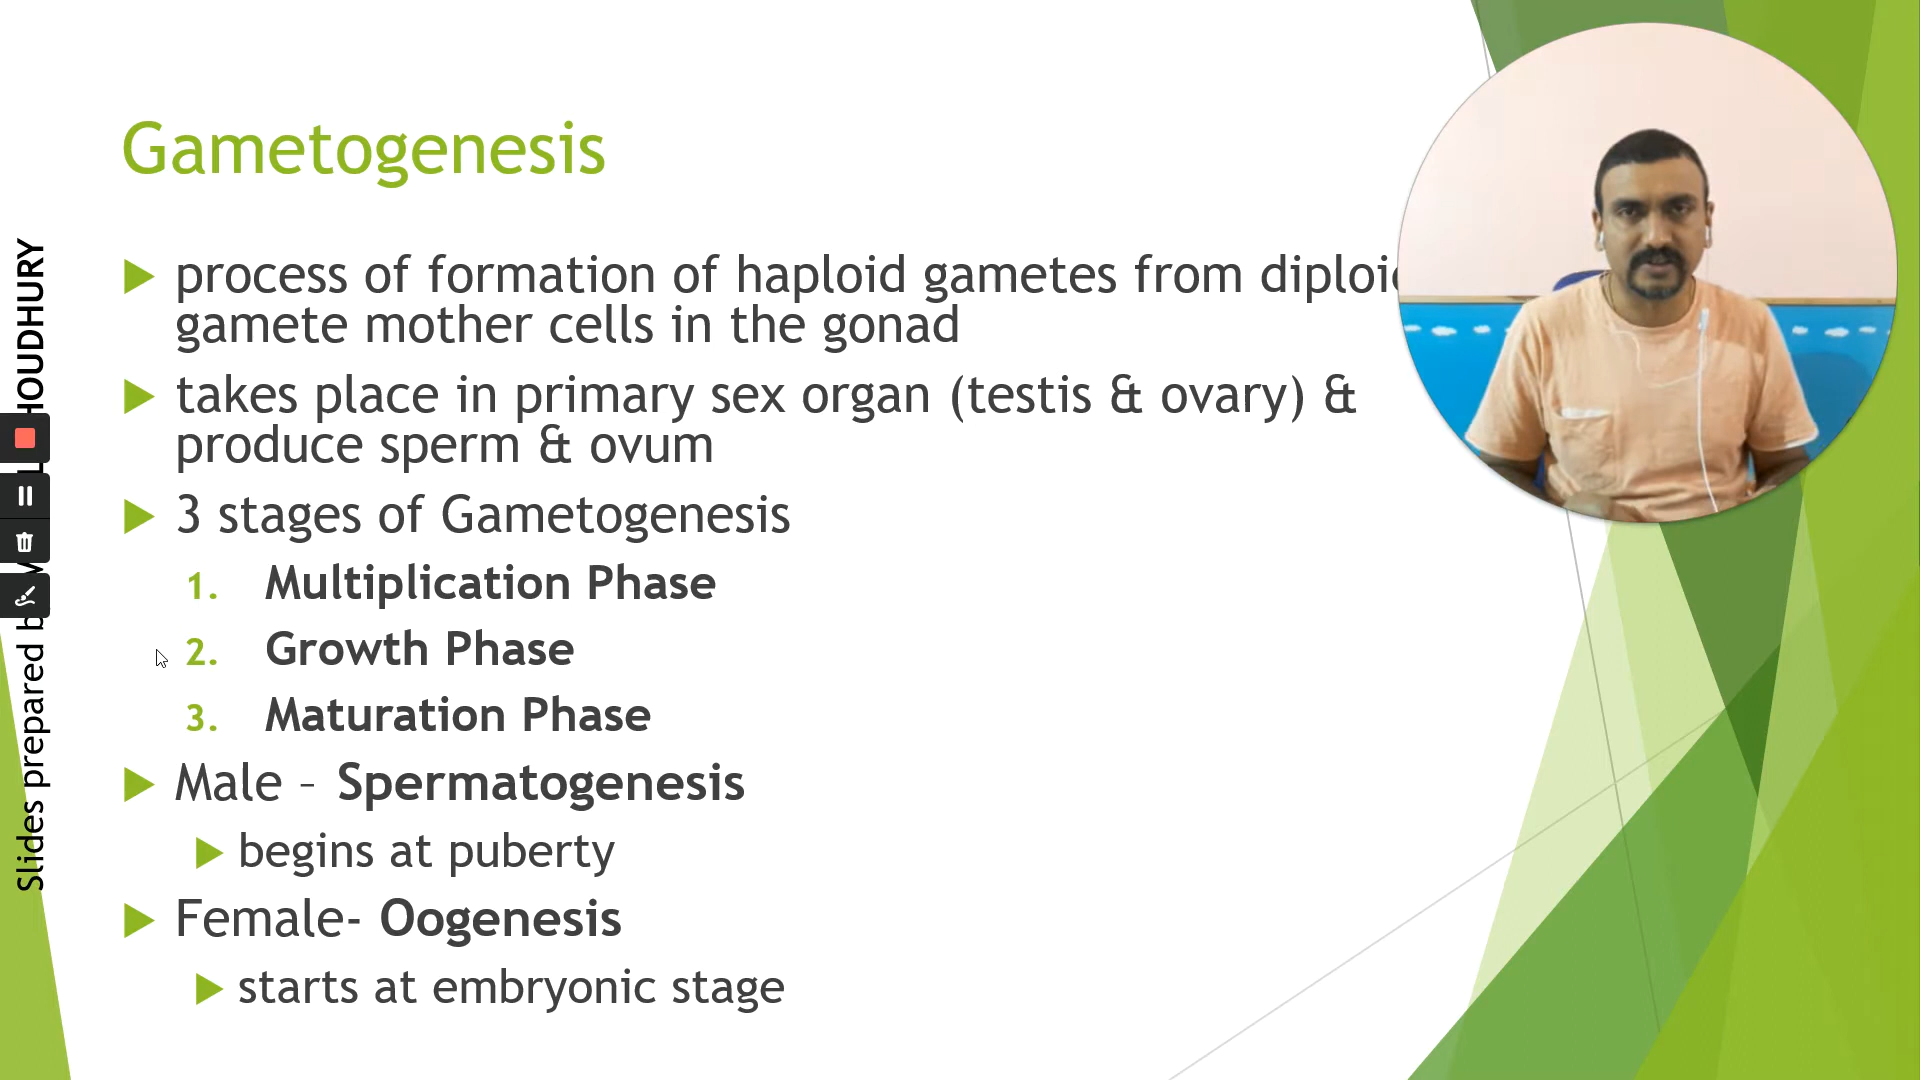 Gametogenesis
process of formation of haploid gametes from
gamete mother cells in the gonad
takes place in primary sex organ (testis & ovary) &
produce sperm & ovum
3 stages of Gametogenesis
1. Multiplication Phase
2. Growth Phase
3. Maturation Phase
Male – Spermatogenesis
begins at puberty
Female- Oogenesis
starts at embryonic stage
Slides prepared